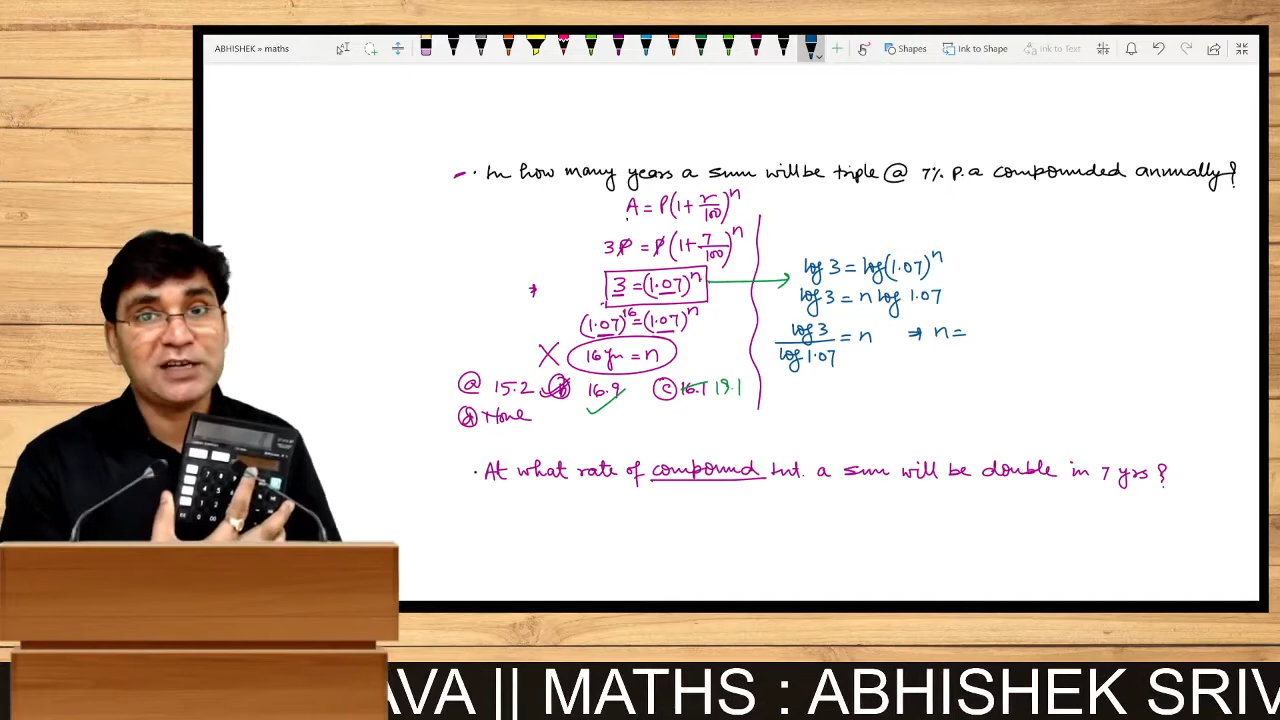 ABHISHEK » maths
Shapes
Ink to Shape
Ink to Text
· In how many years a sum will be triple @ 7% p.a compounded annually?
A = P(1+r/100)^n
3P = P(1+7/100)^n
3 = (1.07)^n
(1.07)^16 = (1.07)^n
16 yrs = n
ⓐ 15.2 ⓑ 16.9 ⓒ 16.1 19.1
ⓓ None
log 3 = log(1.07)^n
log 3 = n log 1.07
log 3/log 1.07 = n ⇒ n =
· At what rate of compound Int. a sum will be double in 7 yrs?
AVA || MATHS : ABHISHEK SRIV